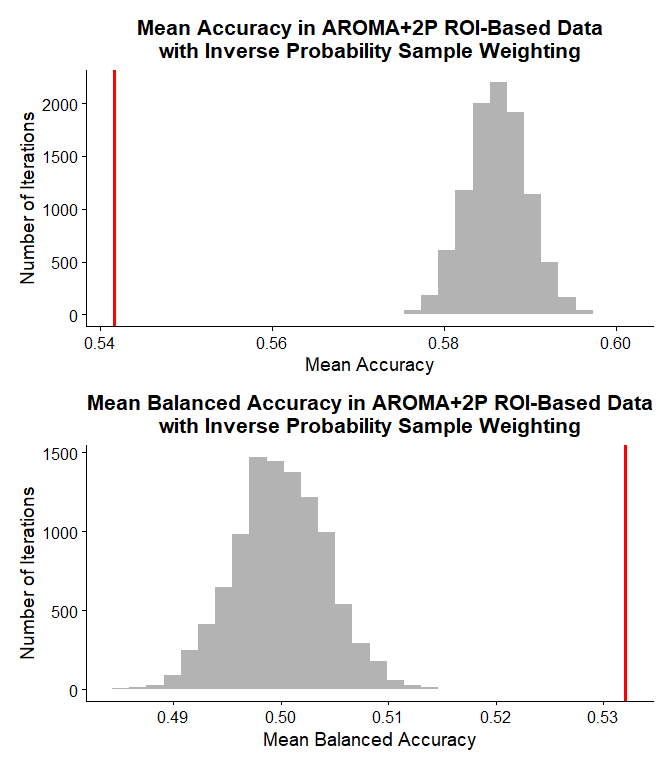 Mean Accuracy in AROMA+2P ROI-Based Data
with Inverse Probability Sample Weighting
Number of Iterations
2000
1500
1000
500
0
0.54 0.56 0.58 0.60
Mean Accuracy
Mean Balanced Accuracy in AROMA+2P ROI-Based Data
with Inverse Probability Sample Weighting
Number of Iterations
1500
1000
500
0
0.49 0.50 0.51 0.52 0.53
Mean Balanced Accuracy